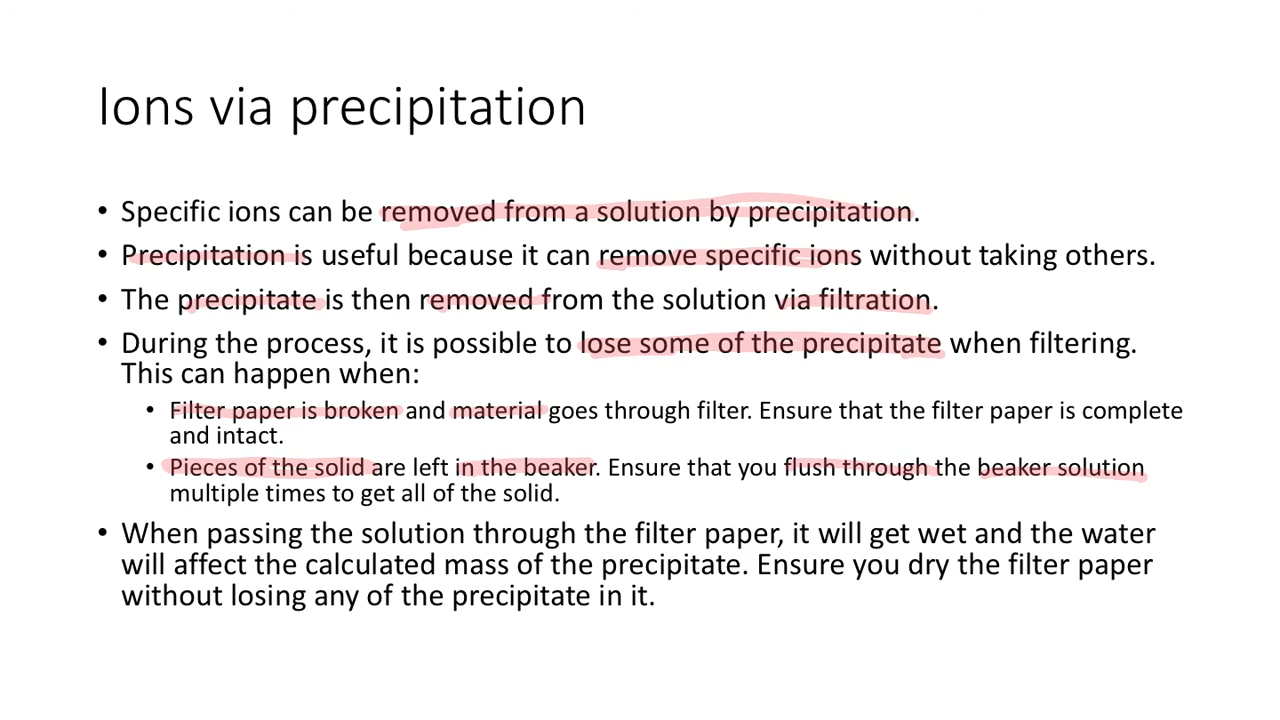 Ions via precipitation
• Specific ions can be removed from a solution by precipitation.
• Precipitation is useful because it can remove specific ions without taking others.
• The precipitate is then removed from the solution via filtration.
• During the process, it is possible to lose some of the precipitate when filtering.
This can happen when:
• Filter paper is broken and material goes through filter. Ensure that the filter paper is complete
and intact.
• Pieces of the solid are left in the beaker. Ensure that you flush through the beaker solution
multiple times to get all of the solid.
• When passing the solution through the filter paper, it will get wet and the water
will affect the calculated mass of the precipitate. Ensure you dry the filter paper
without losing any of the precipitate in it.